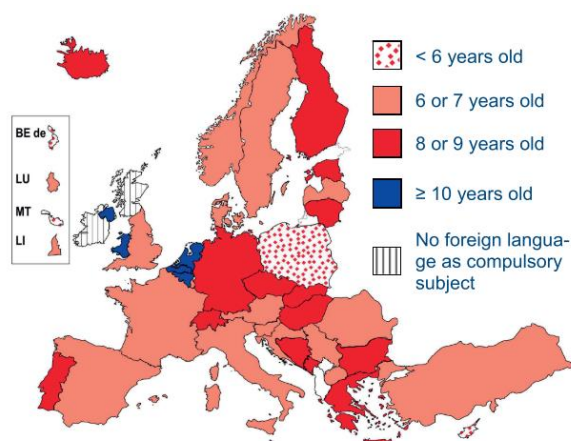 < 6 years old
6 or 7 years old
8 or 9 years old
≥ 10 years old
No foreign langua-
ge as compulsory
subject
BE de
LU
MT
LI